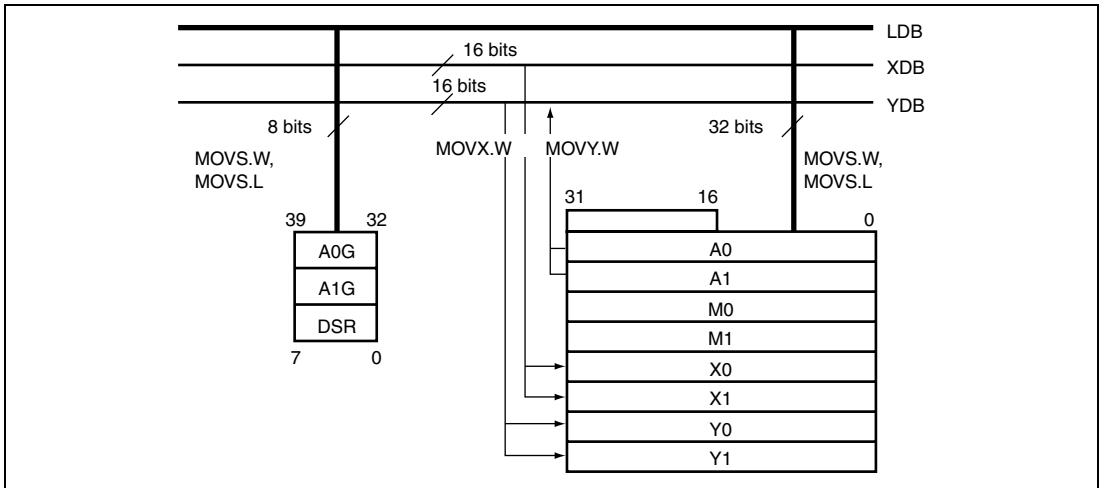 LDB
16 bits
XDB
16 bits
YDB
8 bits
32 bits
MOVX.W
MOVY.W
MOVS.W,
MOVS.L
MOVS.W,
MOVS.L
31
16
39
32
0
A0G
A0
A1G
A1
DSR
M0
7
0
M1
X0
X1
Y0
Y1